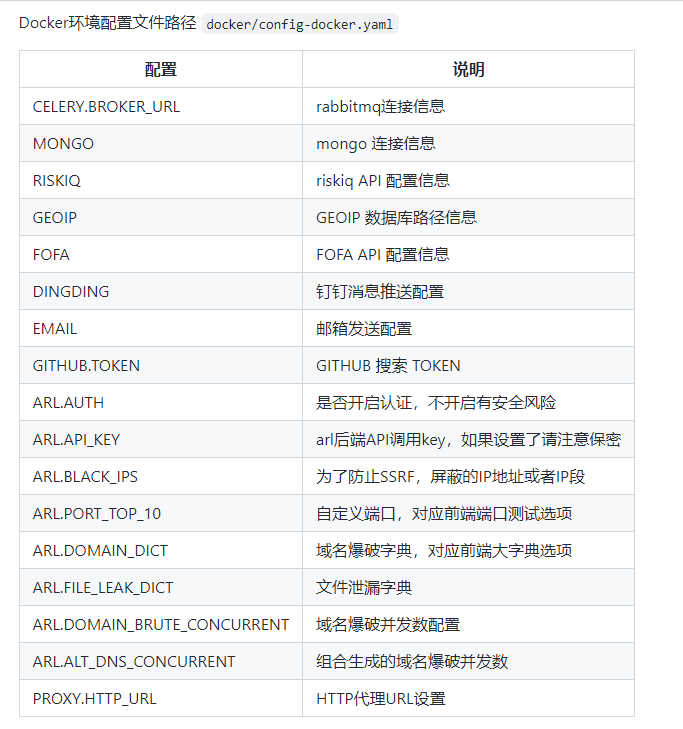 Docker环境配置文件路径 docker/config-docker.yaml
配置 说明
CELERY.BROKER_URL rabbitmq连接信息
MONGO mongo 连接信息
RISKIQ riskiq API 配置信息
GEOIP GEOIP 数据库路径信息
FOFA FOFA API 配置信息
DINGDING 钉钉消息推送配置
EMAIL 邮箱发送配置
GITHUB.TOKEN GITHUB 搜索 TOKEN
ARL.AUTH 是否开启认证，不开启有安全风险
ARL.API_KEY arl后端API调用key，如果设置了请注意保密
ARL.BLACK_IPS 为了防止SSRF，屏蔽的IP地址或者IP段
ARL.PORT_TOP_10 自定义端口，对应前端端口测试选项
ARL.DOMAIN_DICT 域名爆破字典，对应前端大字典选项
ARL.FILE_LEAK_DICT 文件泄漏字典
ARL.DOMAIN_BRUTE_CONCURRENT 域名爆破并发数配置
ARL.ALT_DNS_CONCURRENT 组合生成的域名爆破并发数
PROXY.HTTP_URL HTTP代理URL设置